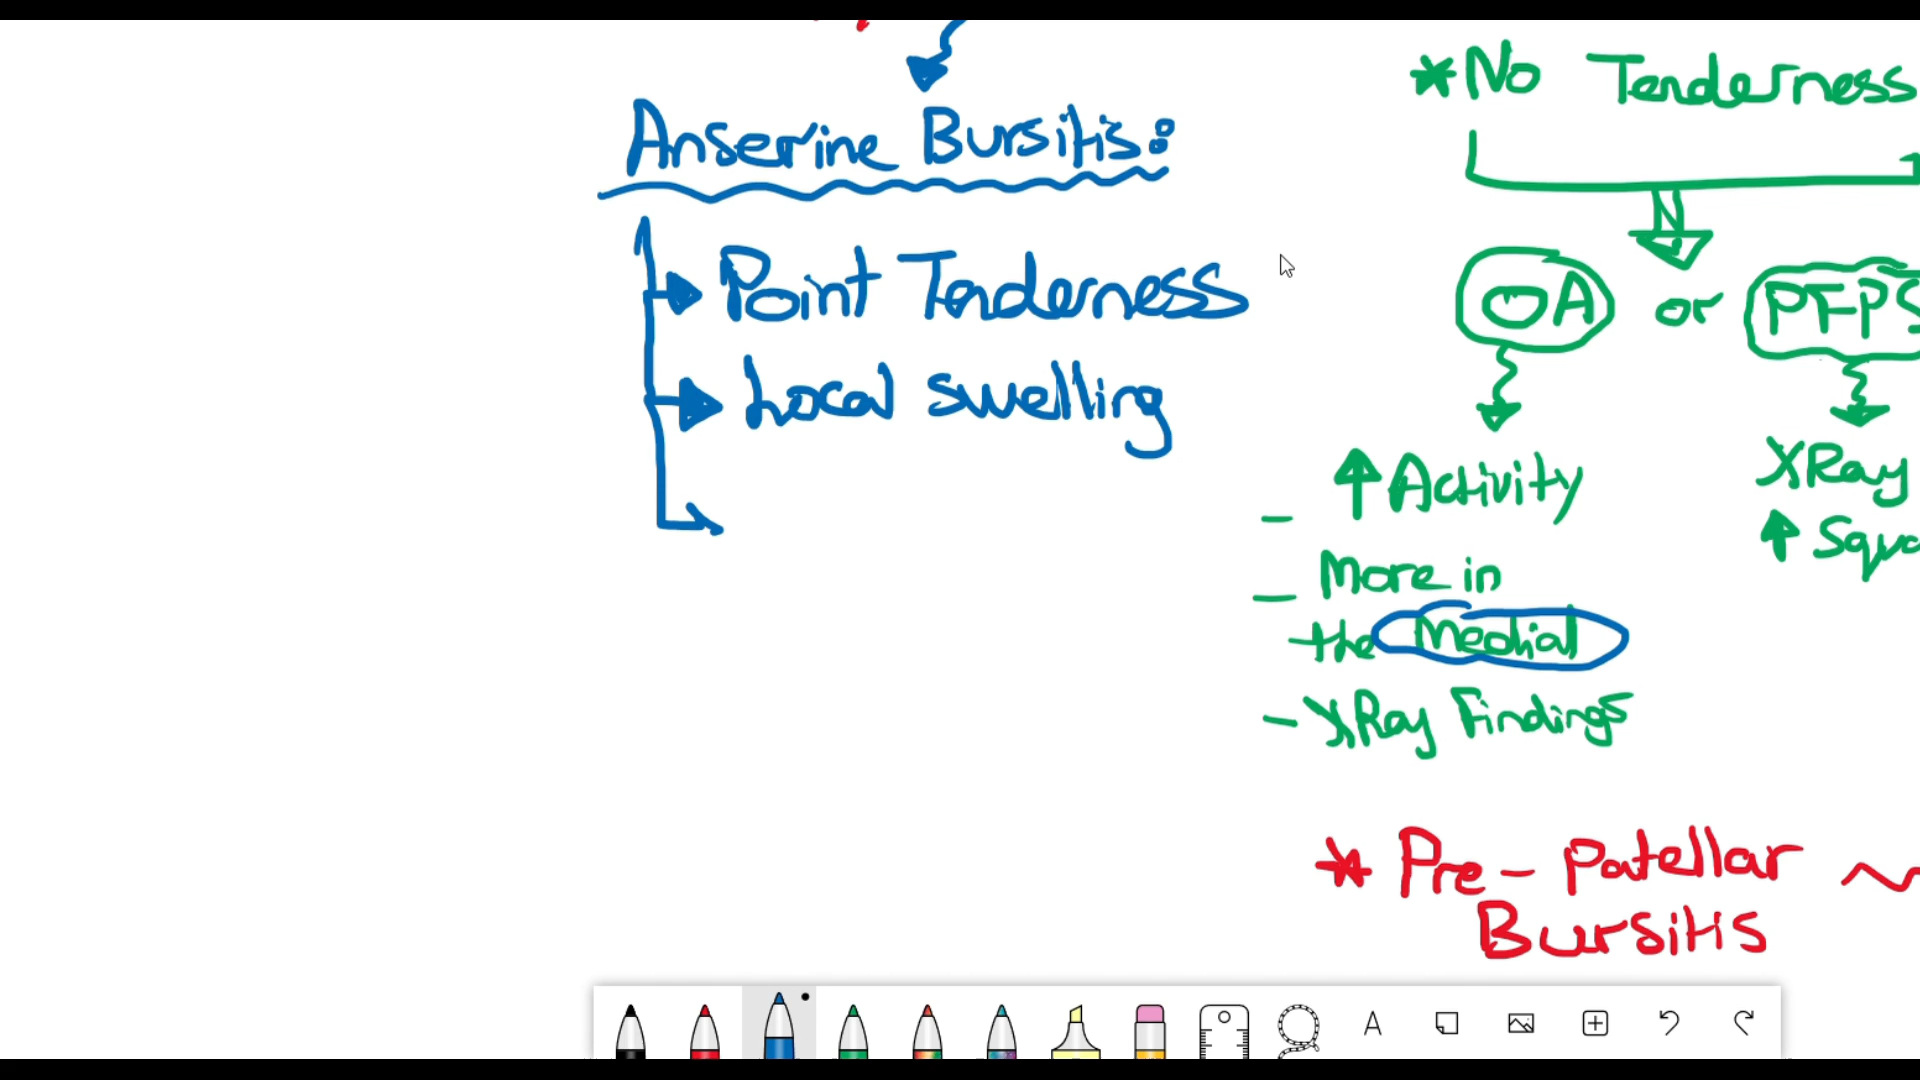 Anserine Bursitis:
Point Tenderness
Local swelling
*No Tenderness
OA or PFPS
↑ Activity
- More in
the Medial
- XRay Findings
XRay
↑
* Pre-Patellar
Bursitis
A